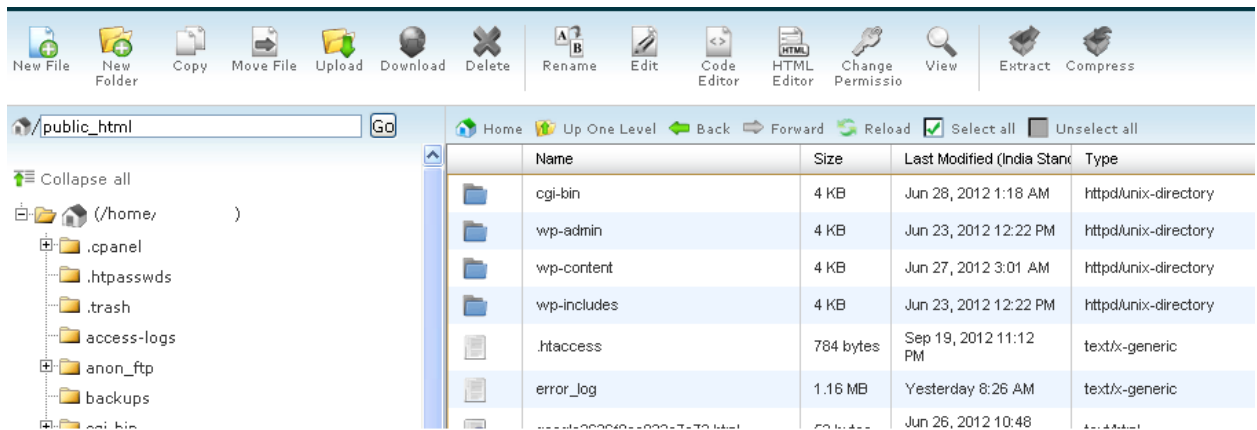 New File New Folder Copy Move File Upload Download Delete Rename Edit Code Editor HTML Editor Change Permissio View Extract Compress
/public_html Go
Home Up One Level Back Forward Reload Select all Unselect all
Collapse all
(/home/ )
.cpanel
.htpasswds
.trash
access-logs
anon_ftp
backups
cgi-bin
Name Size Last Modified (India Stand Type
cgi-bin 4 KB Jun 28, 2012 1:18 AM httpd/unix-directory
wp-admin 4 KB Jun 23, 2012 12:22 PM httpd/unix-directory
wp-content 4 KB Jun 27, 2012 3:01 AM httpd/unix-directory
wp-includes 4 KB Jun 23, 2012 12:22 PM httpd/unix-directory
.htaccess 784 bytes Sep 19, 2012 11:12 PM text/x-generic
error_log 1.16 MB Yesterday 8:26 AM text/x-generic
Jun 26, 2012 10:48